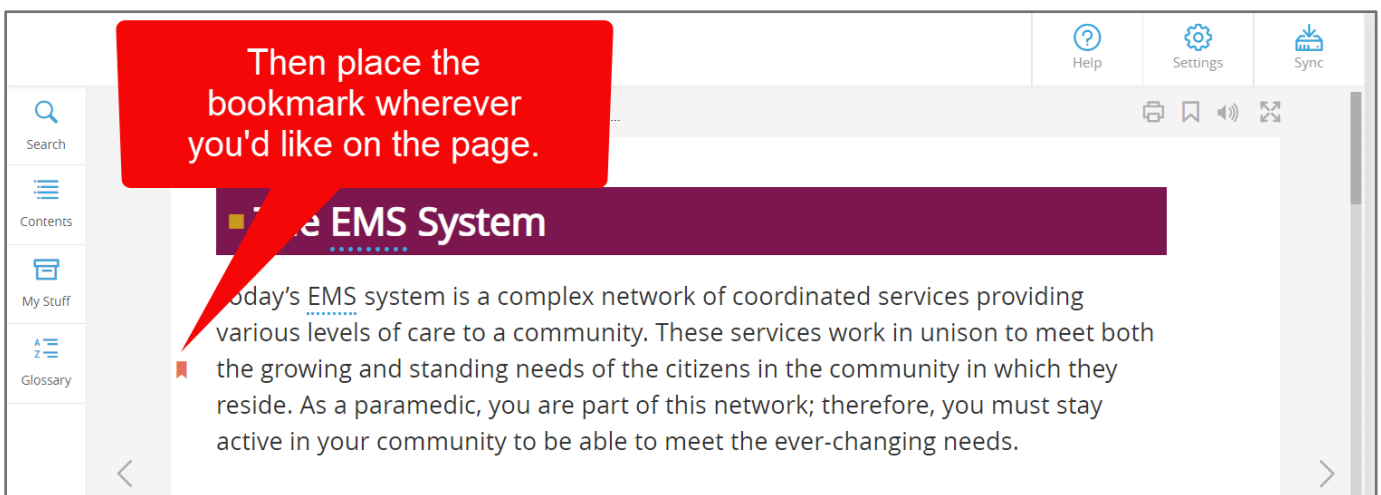 Then place the
bookmark wherever
you'd like on the page.
Help
Settings
Sync
...
Search
Contents
My Stuff
A
Z
Glossary
EMS System
Today's EMS system is a complex network of coordinated services providing
various levels of care to a community. These services work in unison to meet both
the growing and standing needs of the citizens in the community in which they
reside. As a paramedic, you are part of this network; therefore, you must stay
active in your community to be able to meet the ever-changing needs.